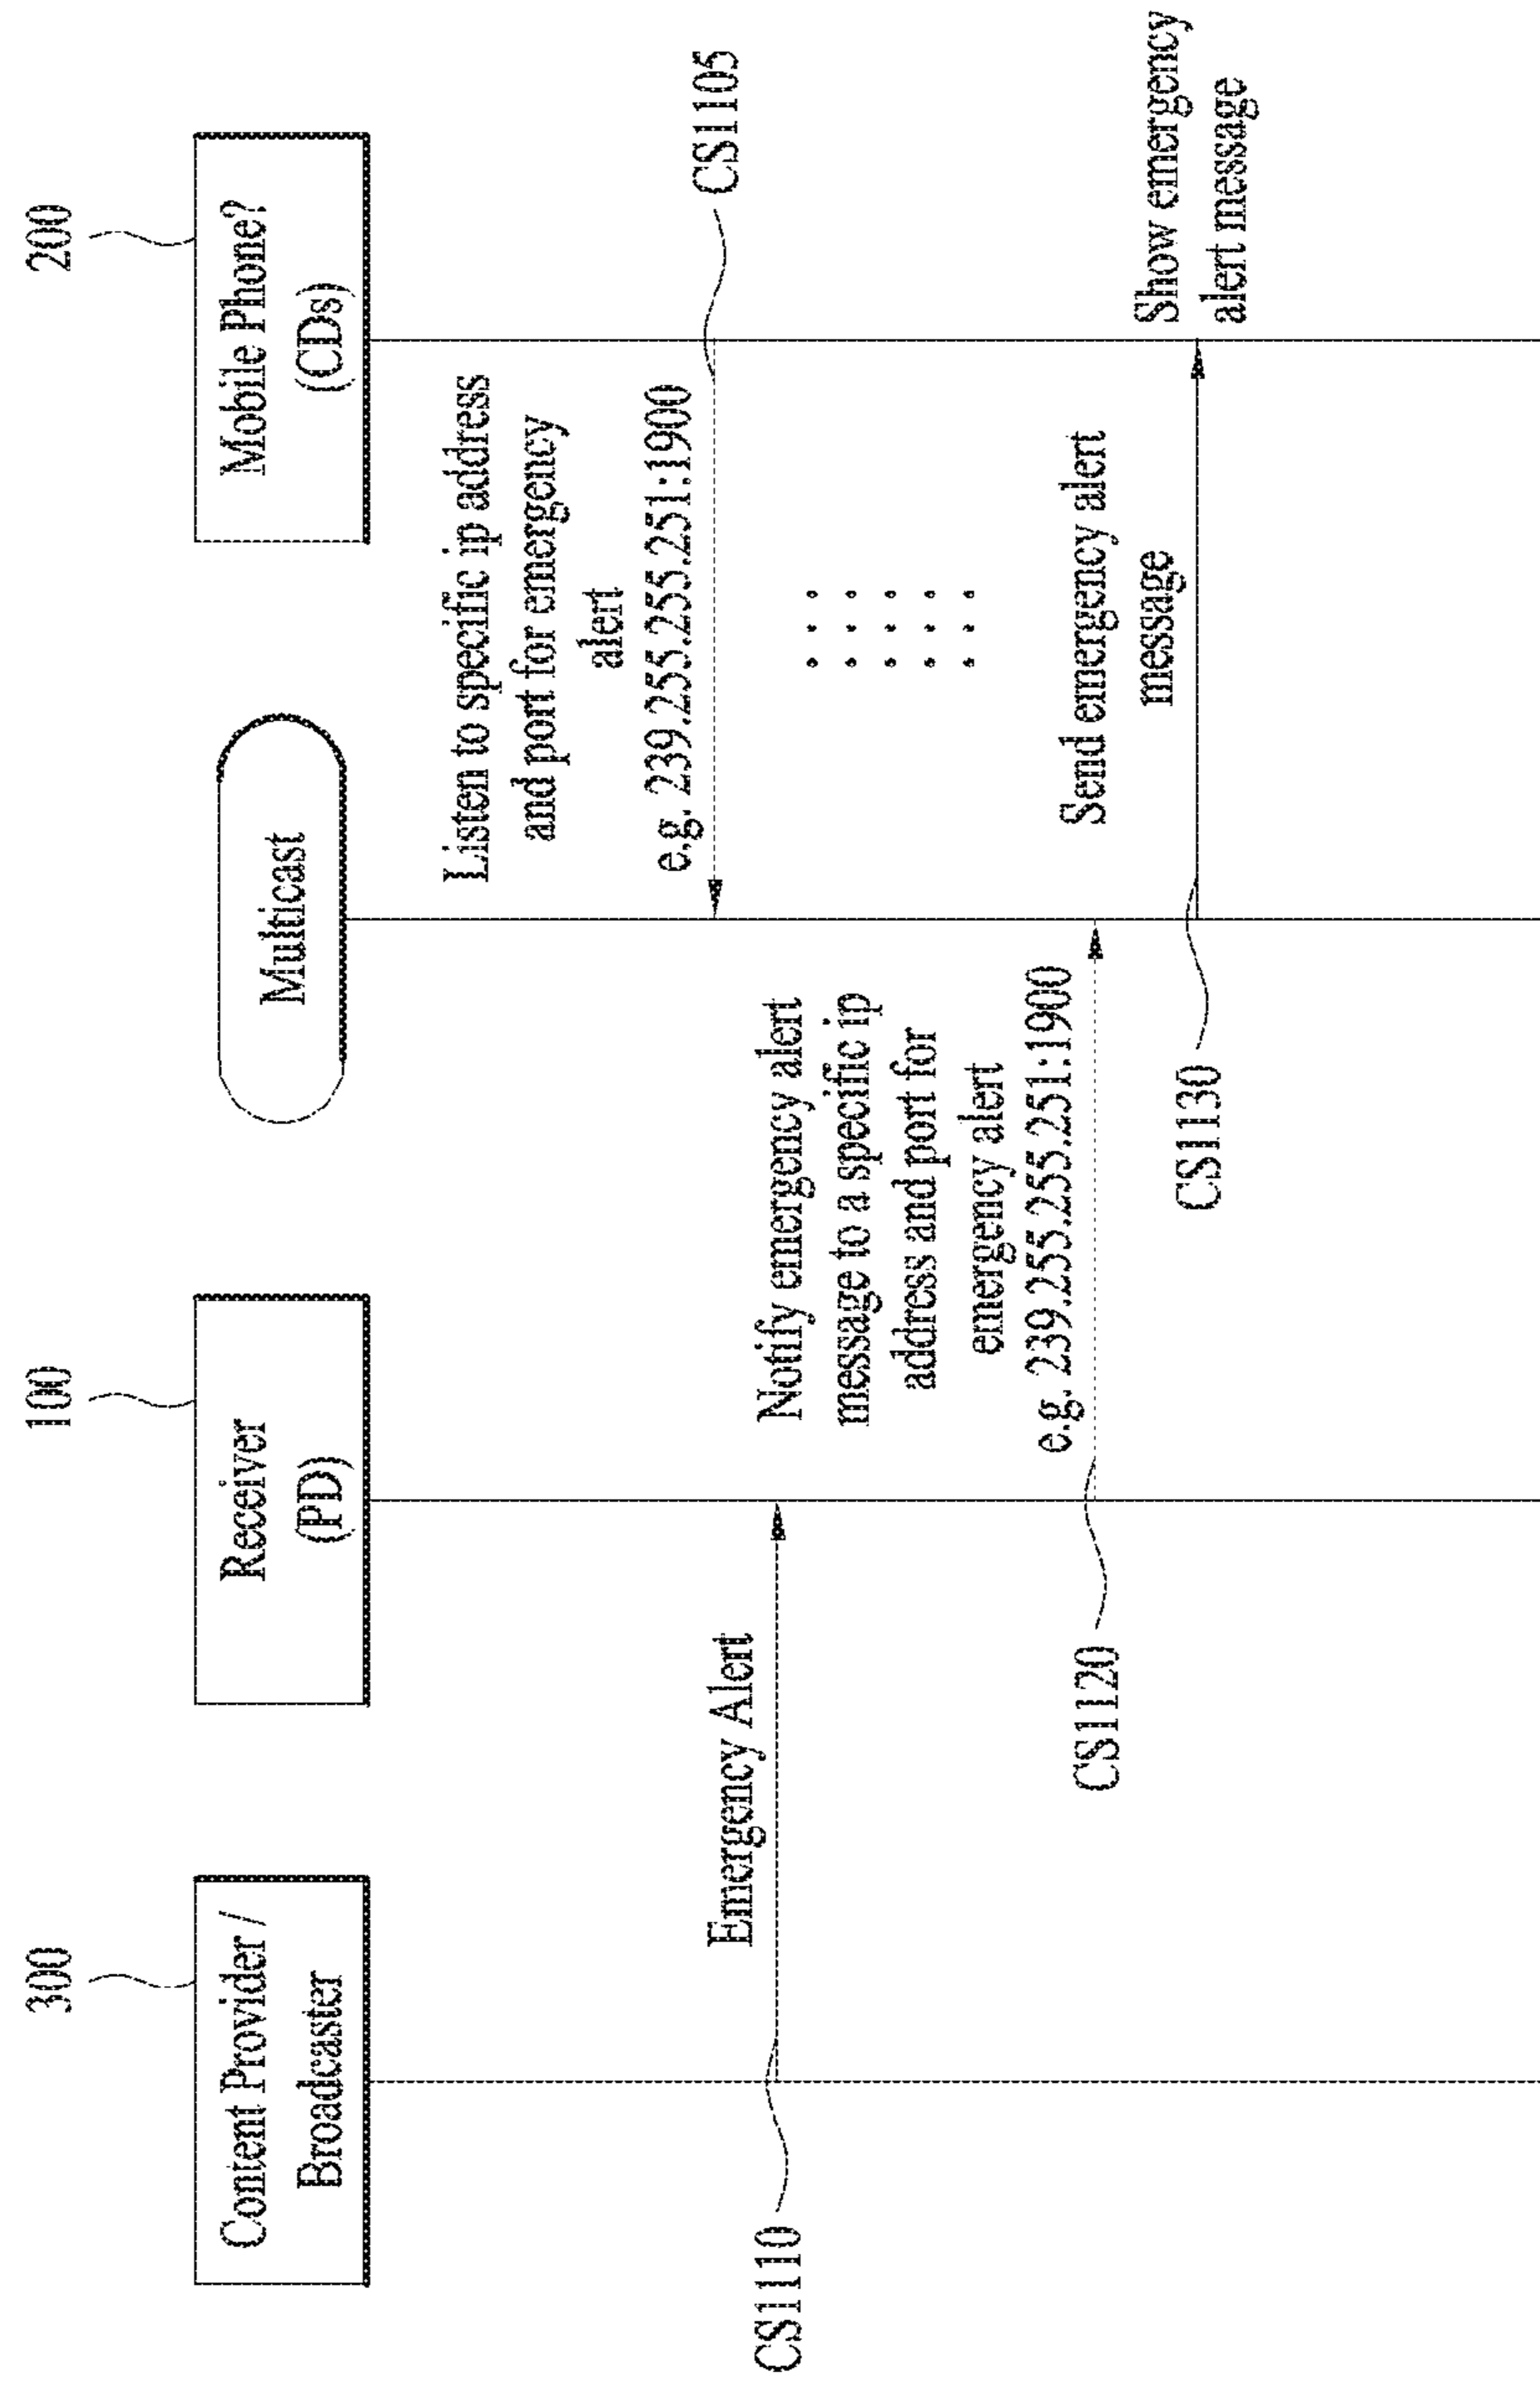 300
100
200
Content Provider /
Broadcaster
Receiver
(PD)
Multicast
Mobile Phone?
(CDs)
Listen to specific ip address
and port for emergency
alert
e.g. 239.255.255.251:1900
CS1105
Emergency Alert
CS1110
Notify emergency alert
message to a specific ip
address and port for
emergency alert
e.g. 239.255.255.251:1900
CS1120
Send emergency alert
message
CS1130
Show emergency
alert message